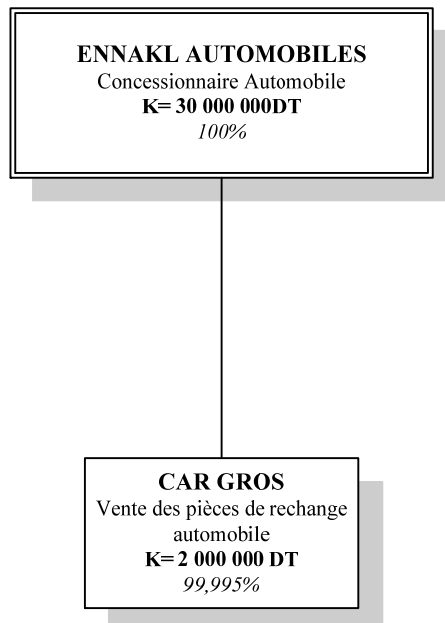 ENNAKL AUTOMOBILES
Concessionnaire Automobile
K= 30 000 000DT
100%
CAR GROS
Vente des pièces de rechange
automobile
K= 2 000 000 DT
99,995%